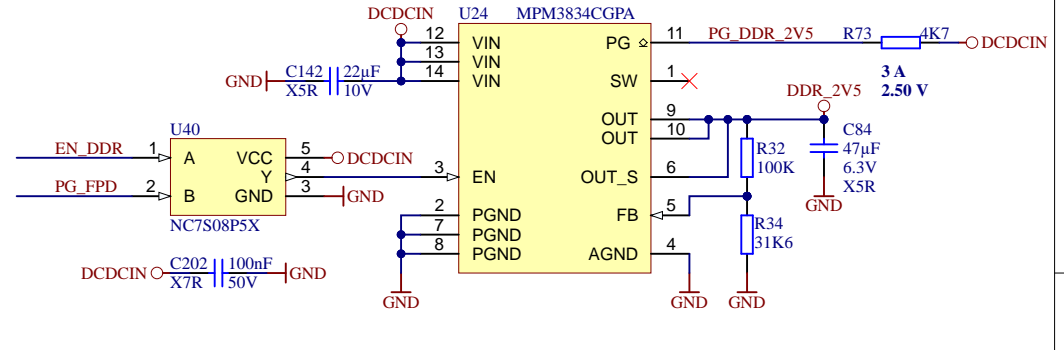 DCDCIN
U24 MPM3834CGPA
12 VIN
13 VIN
14 VIN
PG 11 PG_DDR_2V5 R73 4K7 DCDCIN
SW 1
3 A
2.50 V
GND C142 22µF
X5R 10V
DDR_2V5
OUT 9
OUT 10
C84
47µF
6.3V
X5R
GND
R32
100K
U40
EN_DDR 1 A VCC 5 DCDCIN
Y 4 3 EN OUT_S 6
PG_FPD 2 B GND 3 GND
NC7S08P5X
2 PGND FB 5
7 PGND
8 PGND AGND 4
R34
31K6
DCDCIN C202 100nF GND
X7R 50V
GND GND GND